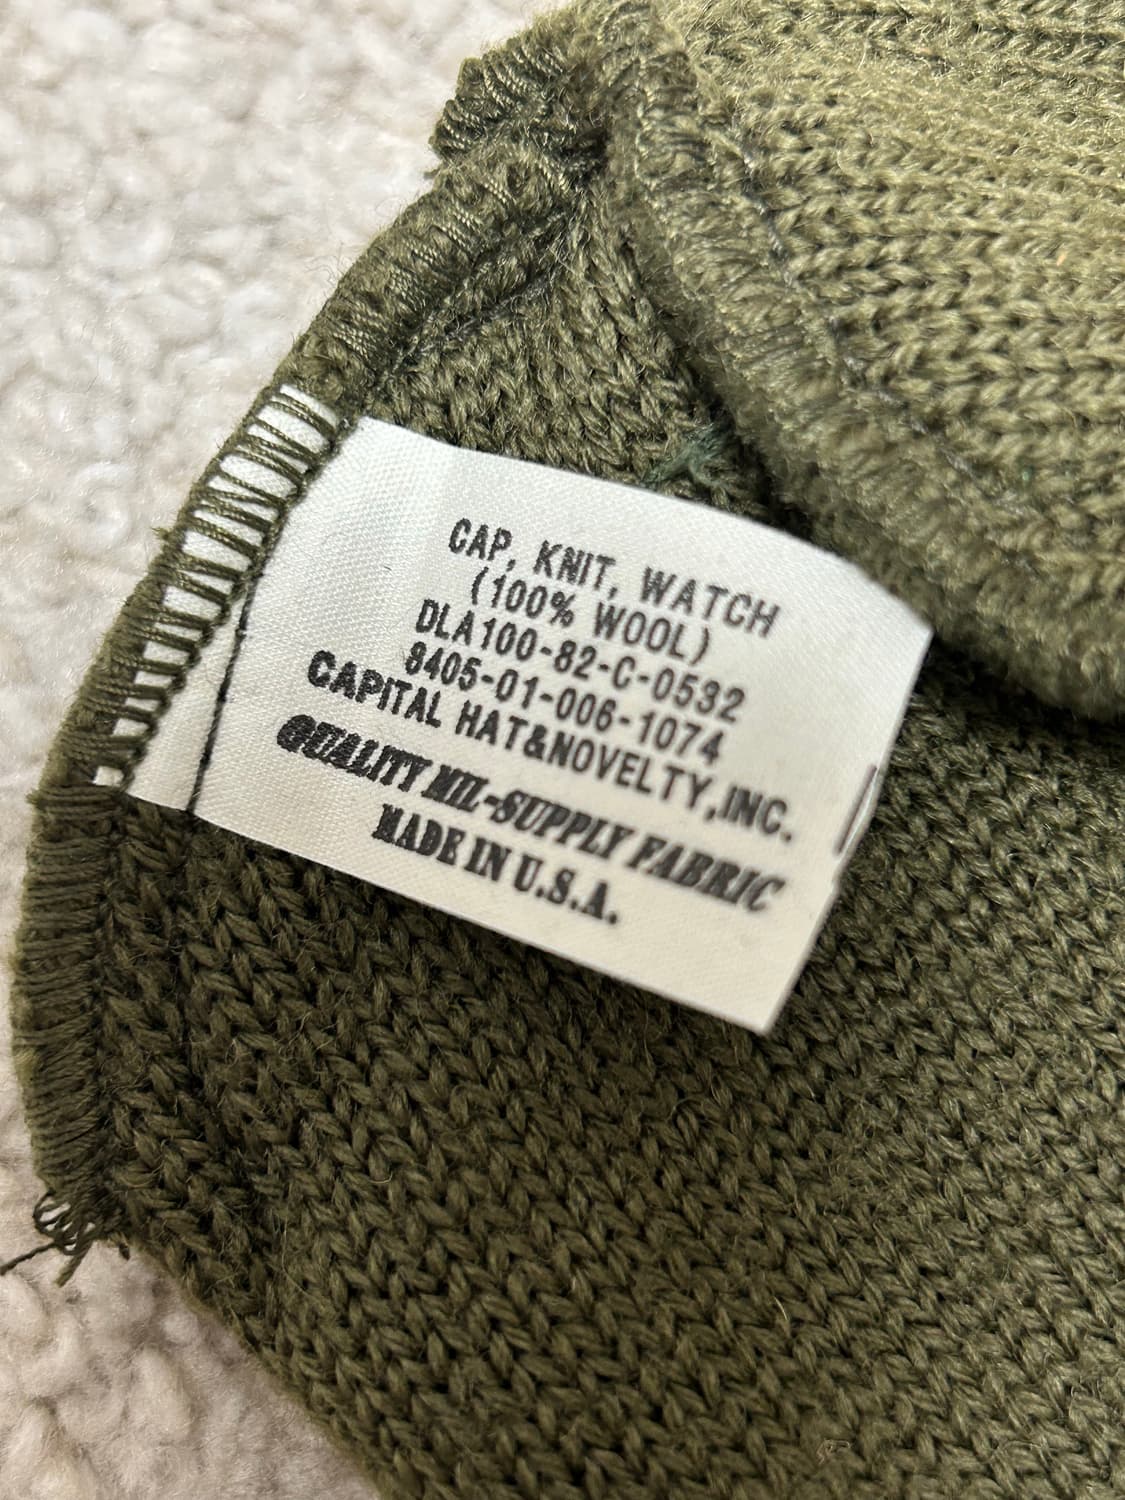 CAP, KNIT, WATCH
(100% WOOL)
DLA100-82-C-0532
8405-01-006-1074
CAPITAL HAT&NOVELTY,INC.
QUALITY MIL-SUPPLY FABRIC
MADE IN U.S.A.